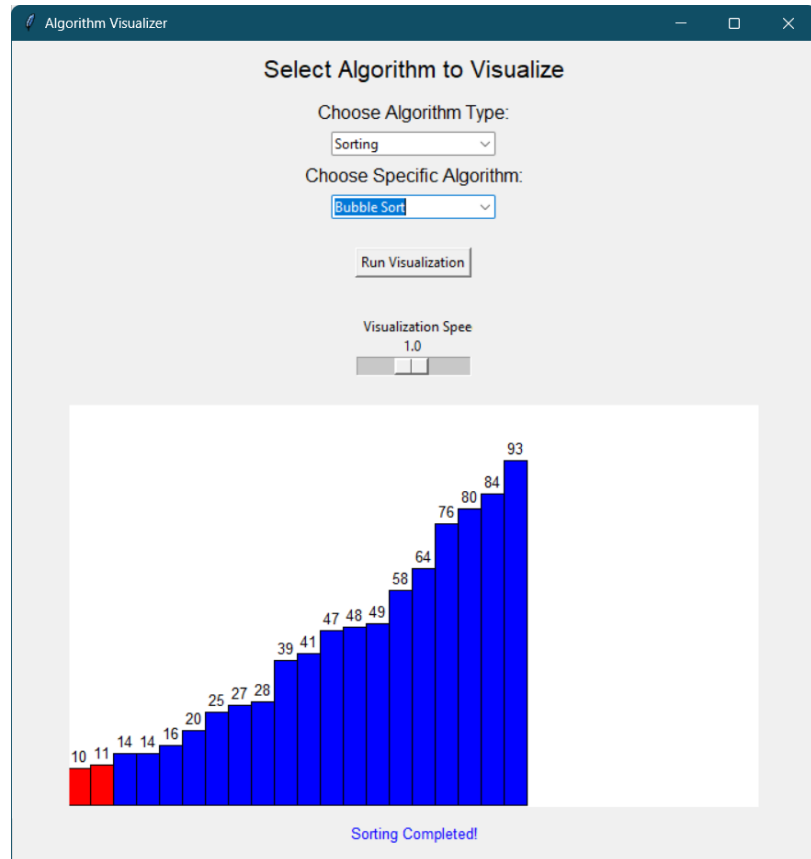 Algorithm Visualizer
Select Algorithm to Visualize
Choose Algorithm Type:
Sorting
Choose Specific Algorithm:
Bubble Sort
Run Visualization
Visualization Spee
1.0
10 11 14 14 16 20 25 27 28 39 41 47 48 49 58 64 76 80 84 93
Sorting Completed!